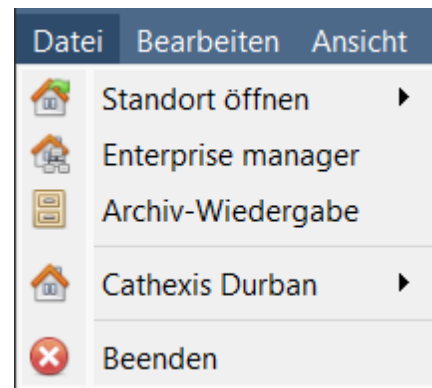 Datei Bearbeiten Ansicht
Standort öffnen
Enterprise manager
Archiv-Wiedergabe
Cathexis Durban
Beenden